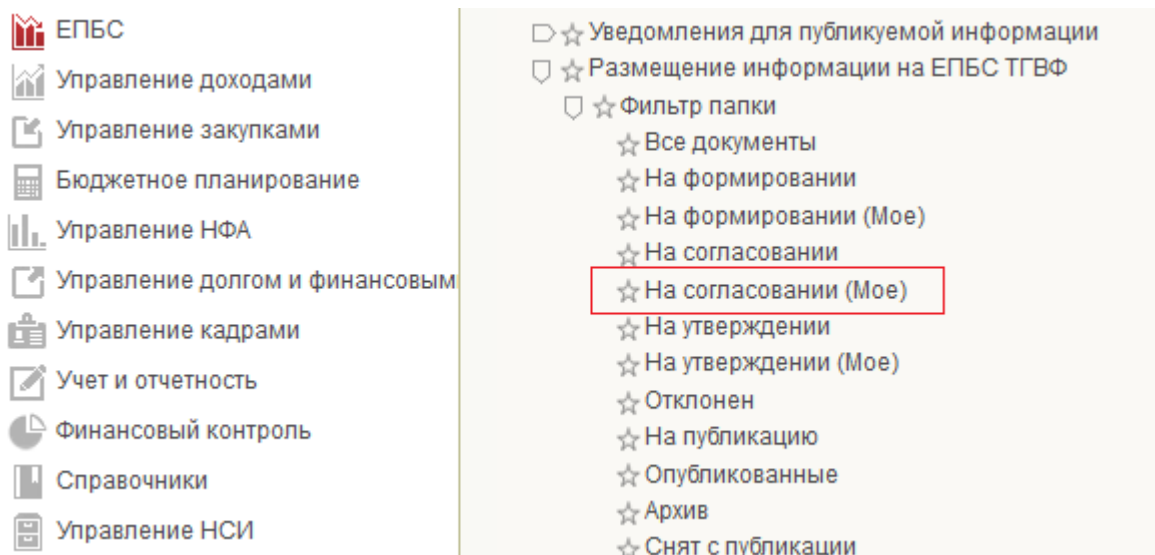 ЕПБС
Управление доходами
Управление закупками
Бюджетное планирование
Управление НФА
Управление долгом и финансовым
Управление кадрами
Учет и отчетность
Финансовый контроль
Справочники
Управление НСИ
Уведомления для публикуемой информации
Размещение информации на ЕПБС ТГВФ
Фильтр папки
Все документы
На формировании
На формировании (Мое)
На согласовании
На согласовании (Мое)
На утверждении
На утверждении (Мое)
Отклонен
На публикацию
Опубликованные
Архив
Снят с публикации